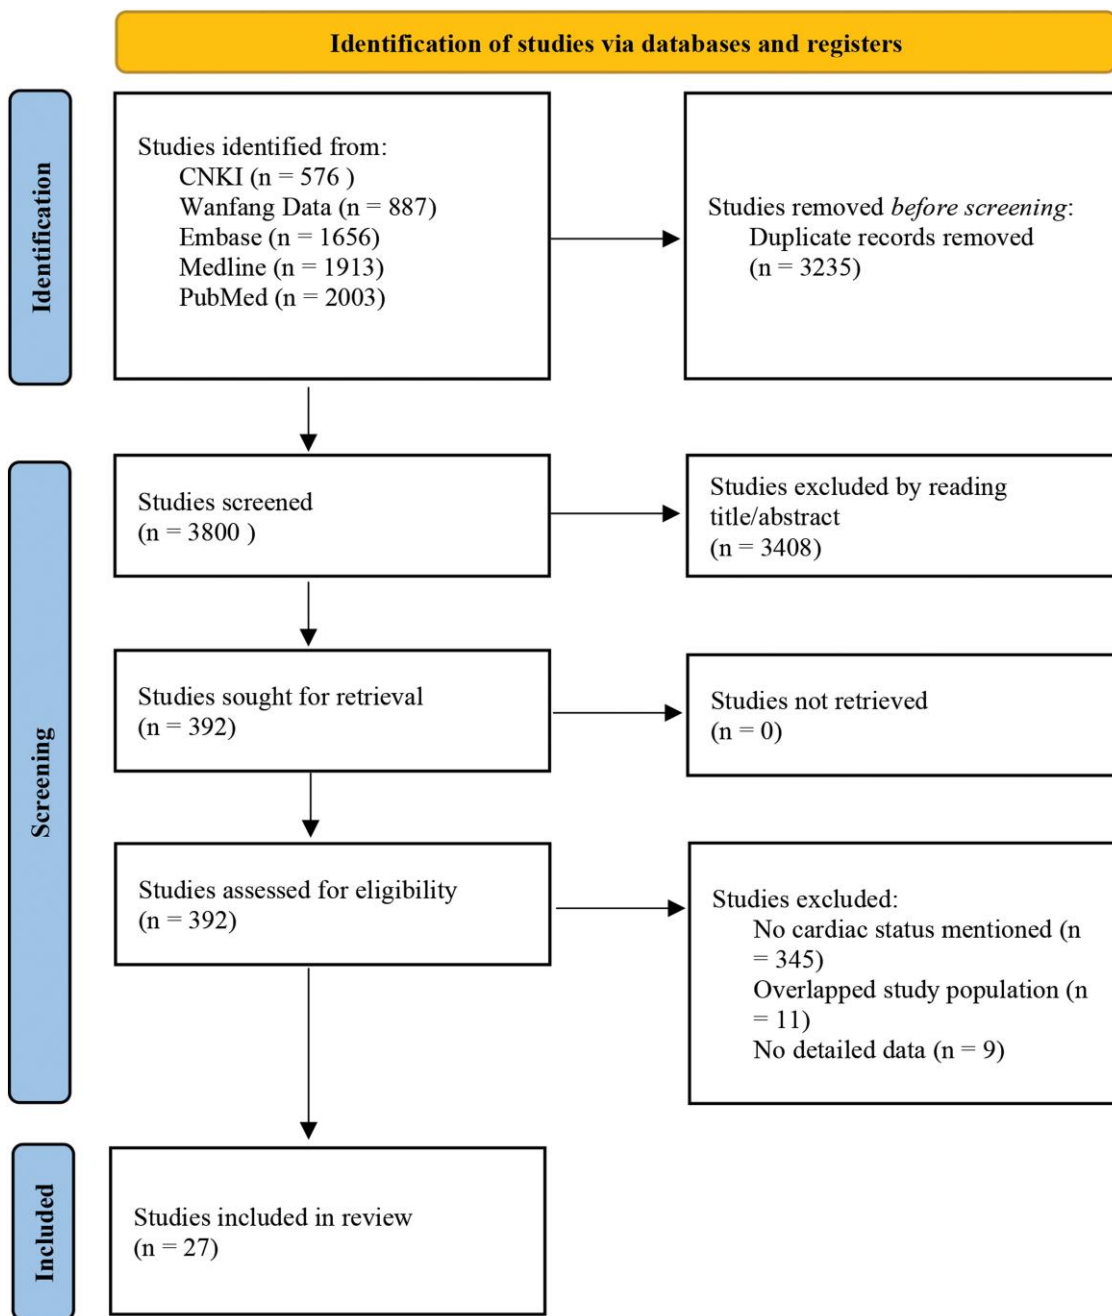 Identification of studies via databases and registers
Identification
Studies identified from:
CNKI (n = 576 )
Wanfang Data (n = 887)
Embase (n = 1656)
Medline (n = 1913)
PubMed (n = 2003)
Studies removed before screening:
Duplicate records removed
(n = 3235)
Screening
Studies screened
(n = 3800 )
Studies excluded by reading
title/abstract
(n = 3408)
Studies sought for retrieval
(n = 392)
Studies not retrieved
(n = 0)
Studies assessed for eligibility
(n = 392)
Studies excluded:
No cardiac status mentioned (n
= 345)
Overlapped study population (n
= 11)
No detailed data (n = 9)
Included
Studies included in review
(n = 27)